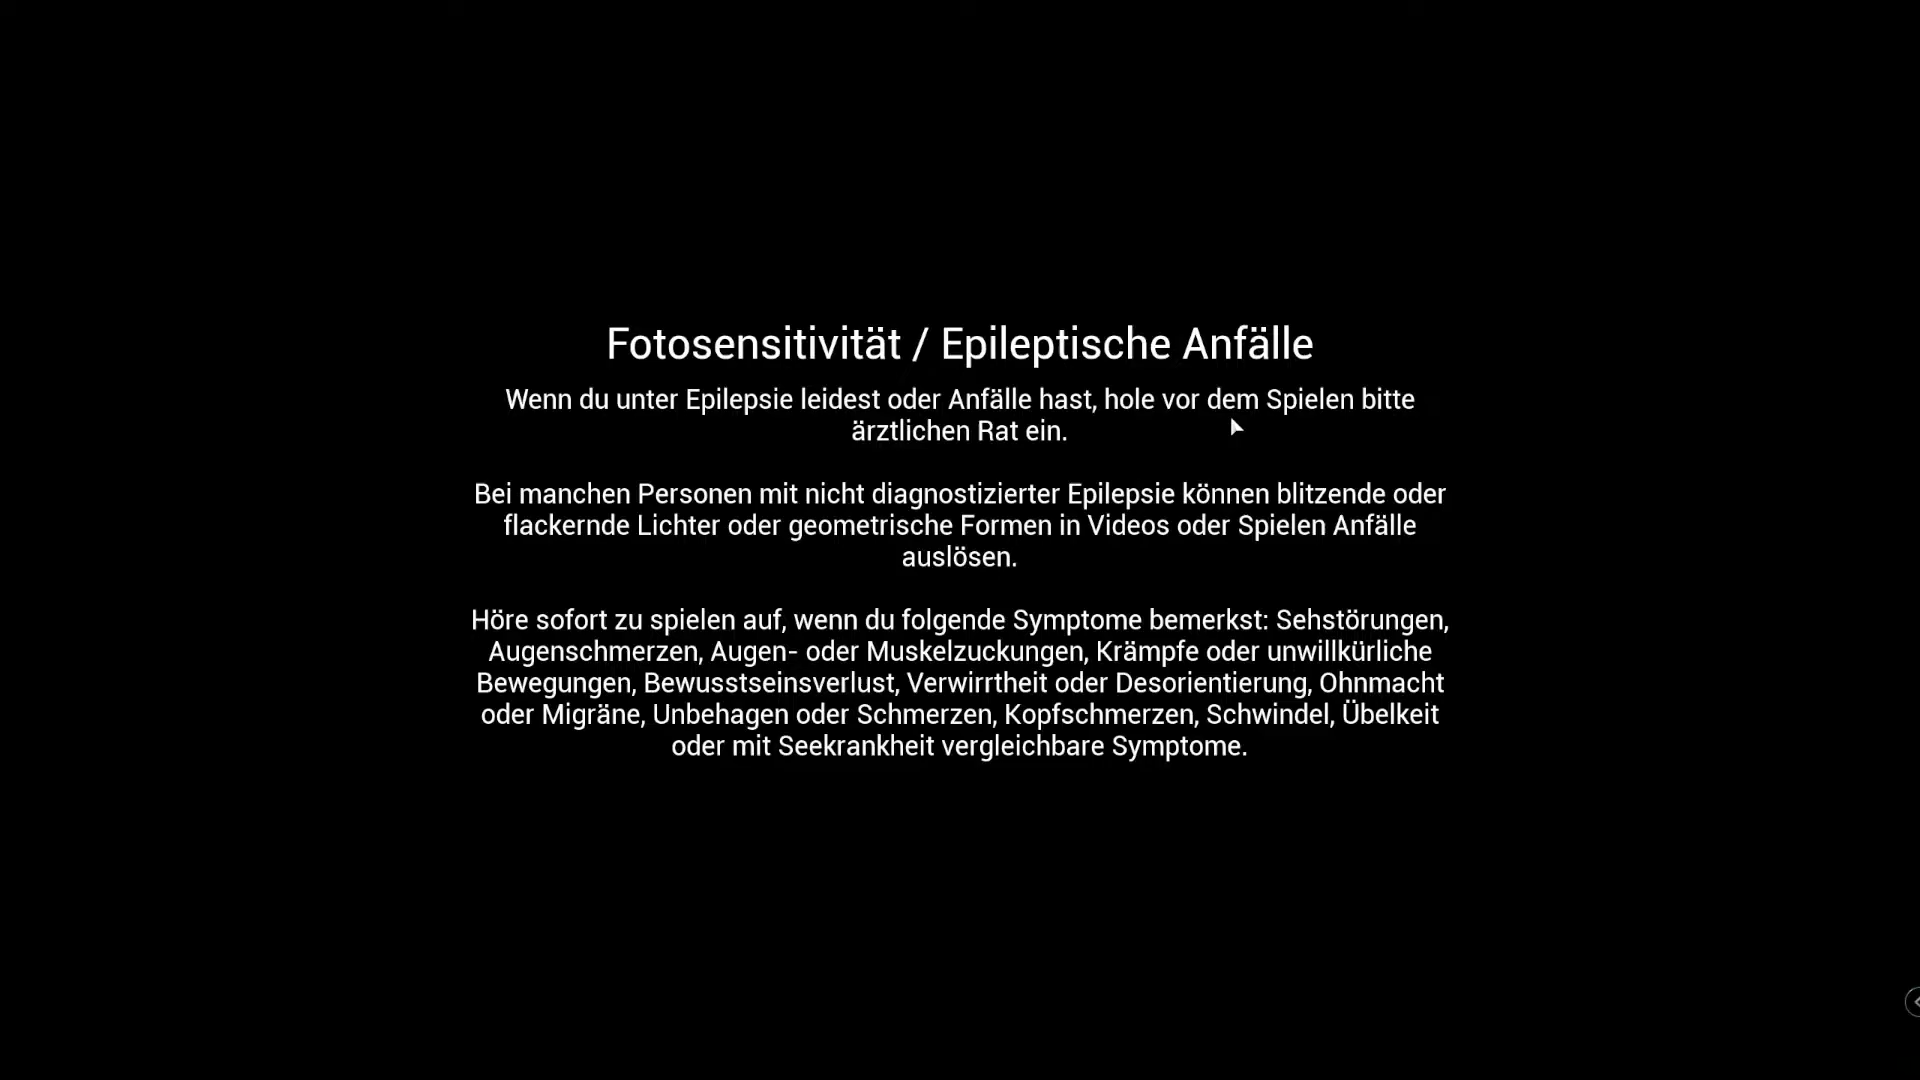 Fotosensitivität / Epileptische Anfälle
Wenn du unter Epilepsie leidest oder Anfälle hast, hole vor dem Spielen bitte
ärztlichen Rat ein.
Bei manchen Personen mit nicht diagnostizierter Epilepsie können blitzende oder
flackernde Lichter oder geometrische Formen in Videos oder Spielen Anfälle
auslösen.
Höre sofort zu spielen auf, wenn du folgende Symptome bemerkst: Sehstörungen,
Augenschmerzen, Augen- oder Muskelzuckungen, Krämpfe oder unwillkürliche
Bewegungen, Bewusstseinsverlust, Verwirrtheit oder Desorientierung, Ohnmacht
oder Migräne, Unbehagen oder Schmerzen, Kopfschmerzen, Schwindel, Übelkeit
oder mit Seekrankheit vergleichbare Symptome.